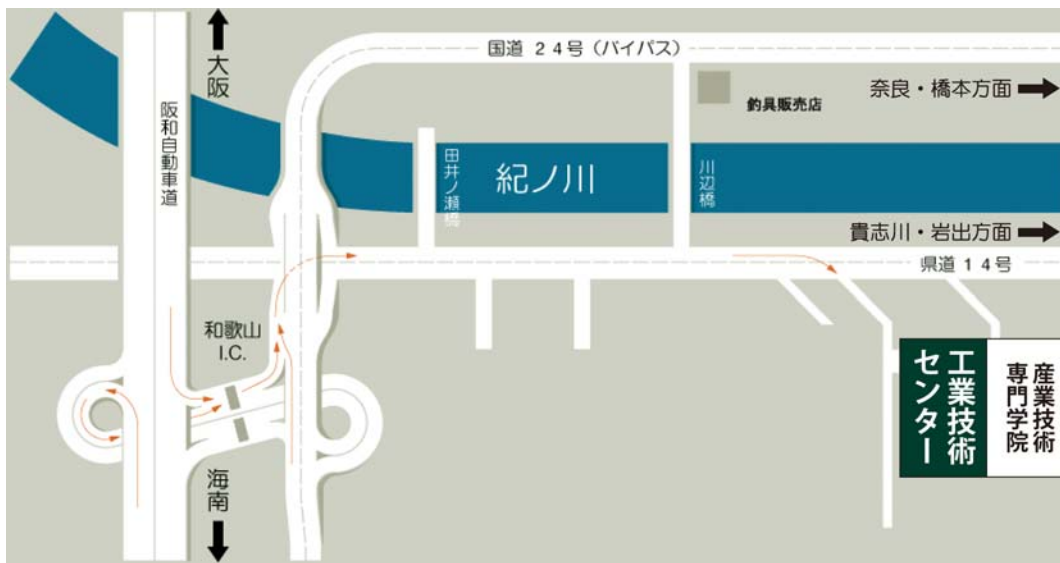 国道 24号 (バイパス)
大阪
阪和自動車道
釣具販売店
奈良・橋本方面
田井ノ瀬橋
紀ノ川
川辺橋
貴志川・岩出方面
県道 14号
和歌山
I.C.
工業技術
センター
産業技術
専門学院
海南